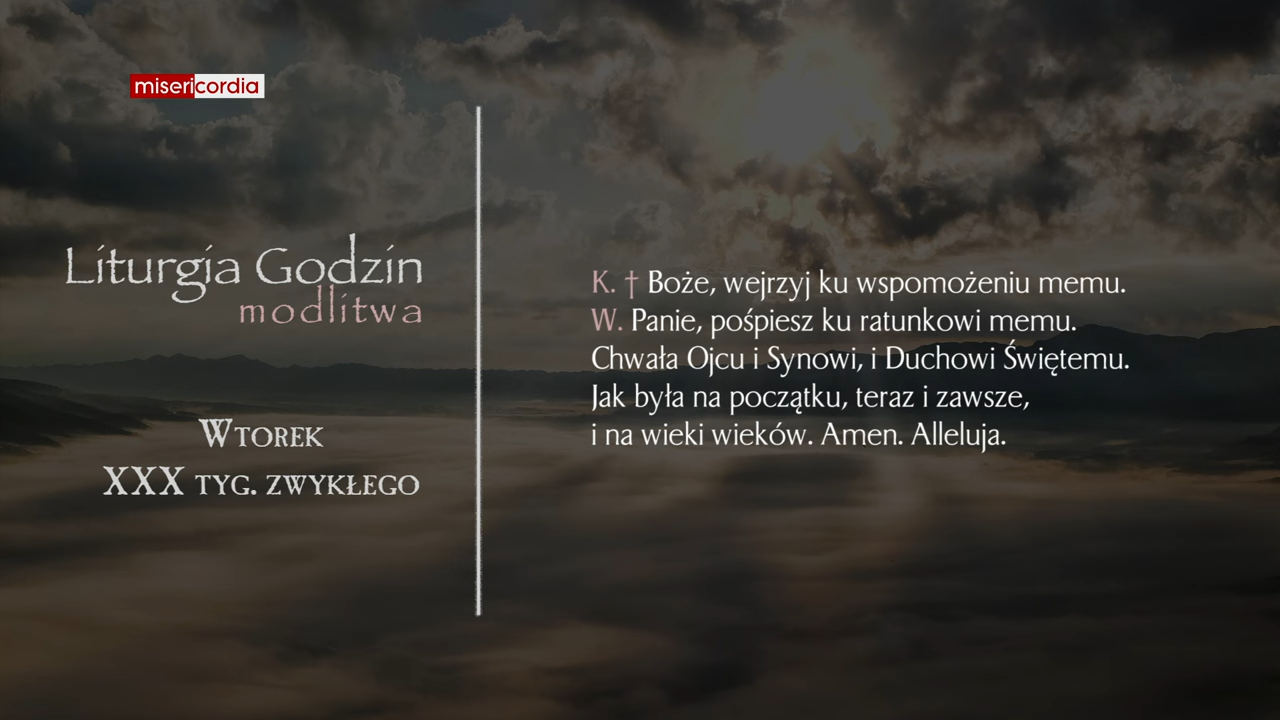 misericordia
Liturgia Godzin
modlitwa
Wtorek
XXX tyg. zwykłego
K. † Boże, wejrzyj ku wspomożeniu memu.
W. Panie, pośpiesz ku ratunkowi memu.
Chwała Ojcu i Synowi, i Duchowi Świętemu.
Jak była na początku, teraz i zawsze,
i na wieki wieków. Amen. Alleluja.